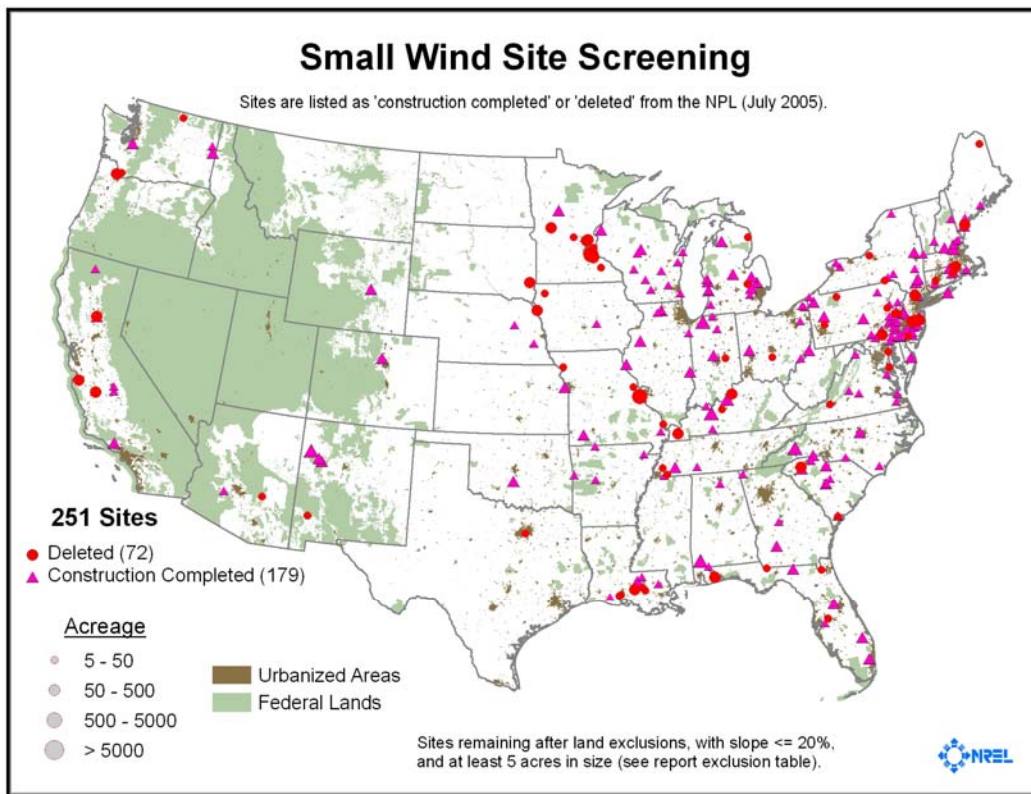 Small Wind Site Screening
Sites are listed as 'construction completed' or 'deleted' from the NPL (July 2005).
251 Sites
Deleted (72)
Construction Completed (179)
Acreage
5 - 50
50 - 500
500 - 5000
> 5000
Urbanized Areas
Federal Lands
Sites remaining after land exclusions, with slope <= 20%,
and at least 5 acres in size (see report exclusion table).
NREL